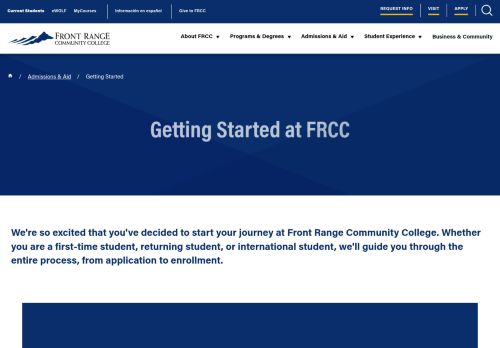 Current Students eWOLF MyCourses Información en español Give to FRCC REQUEST INFO VISIT APPLY
FRONT RANGE
COMMUNITY COLLEGE
About FRCC Programs & Degrees Admissions & Aid Student Experience Business & Community
/ Admissions & Aid / Getting Started
Getting Started at FRCC
We're so excited that you've decided to start your journey at Front Range Community College. Whether
you are a first-time student, returning student, or international student, we'll guide you through the
entire process, from application to enrollment.